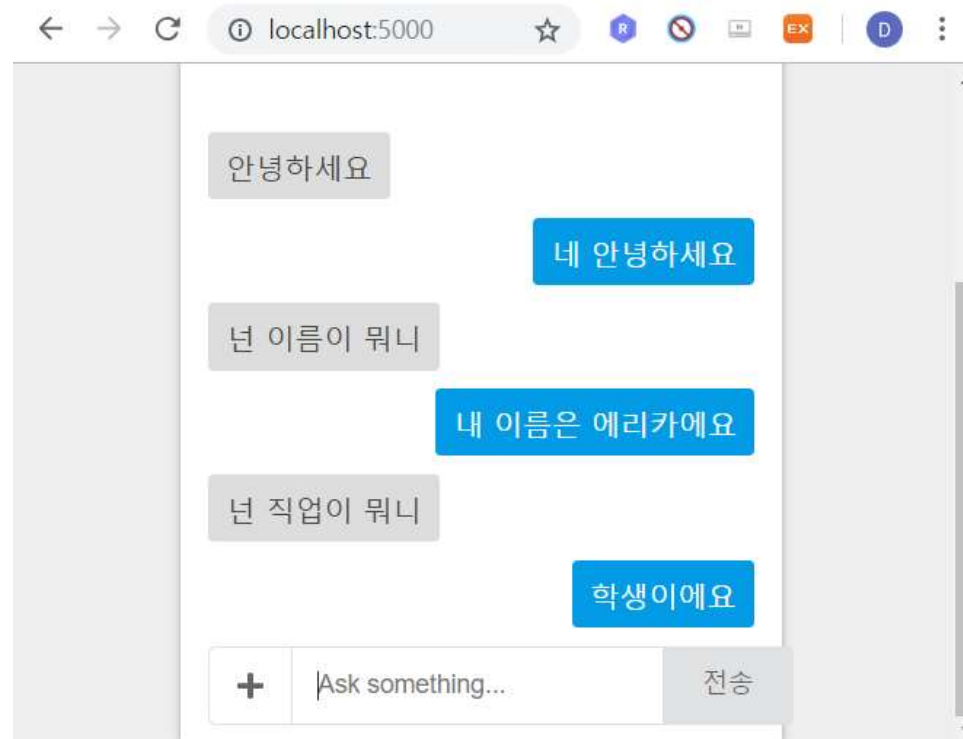 localhost:5000
R
EX
D
안녕하세요
네 안녕하세요
넌 이름이 뭐니
내 이름은 에리카에요
넌 직업이 뭐니
학생이에요
+ Ask something... 전송